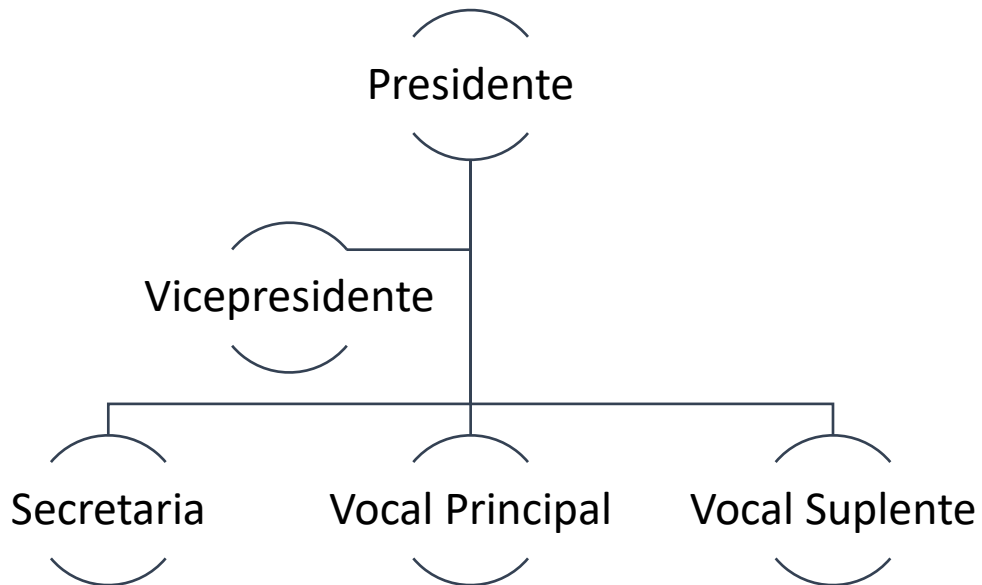 Presidente
Vicepresidente
Secretaria
Vocal Principal
Vocal Suplente